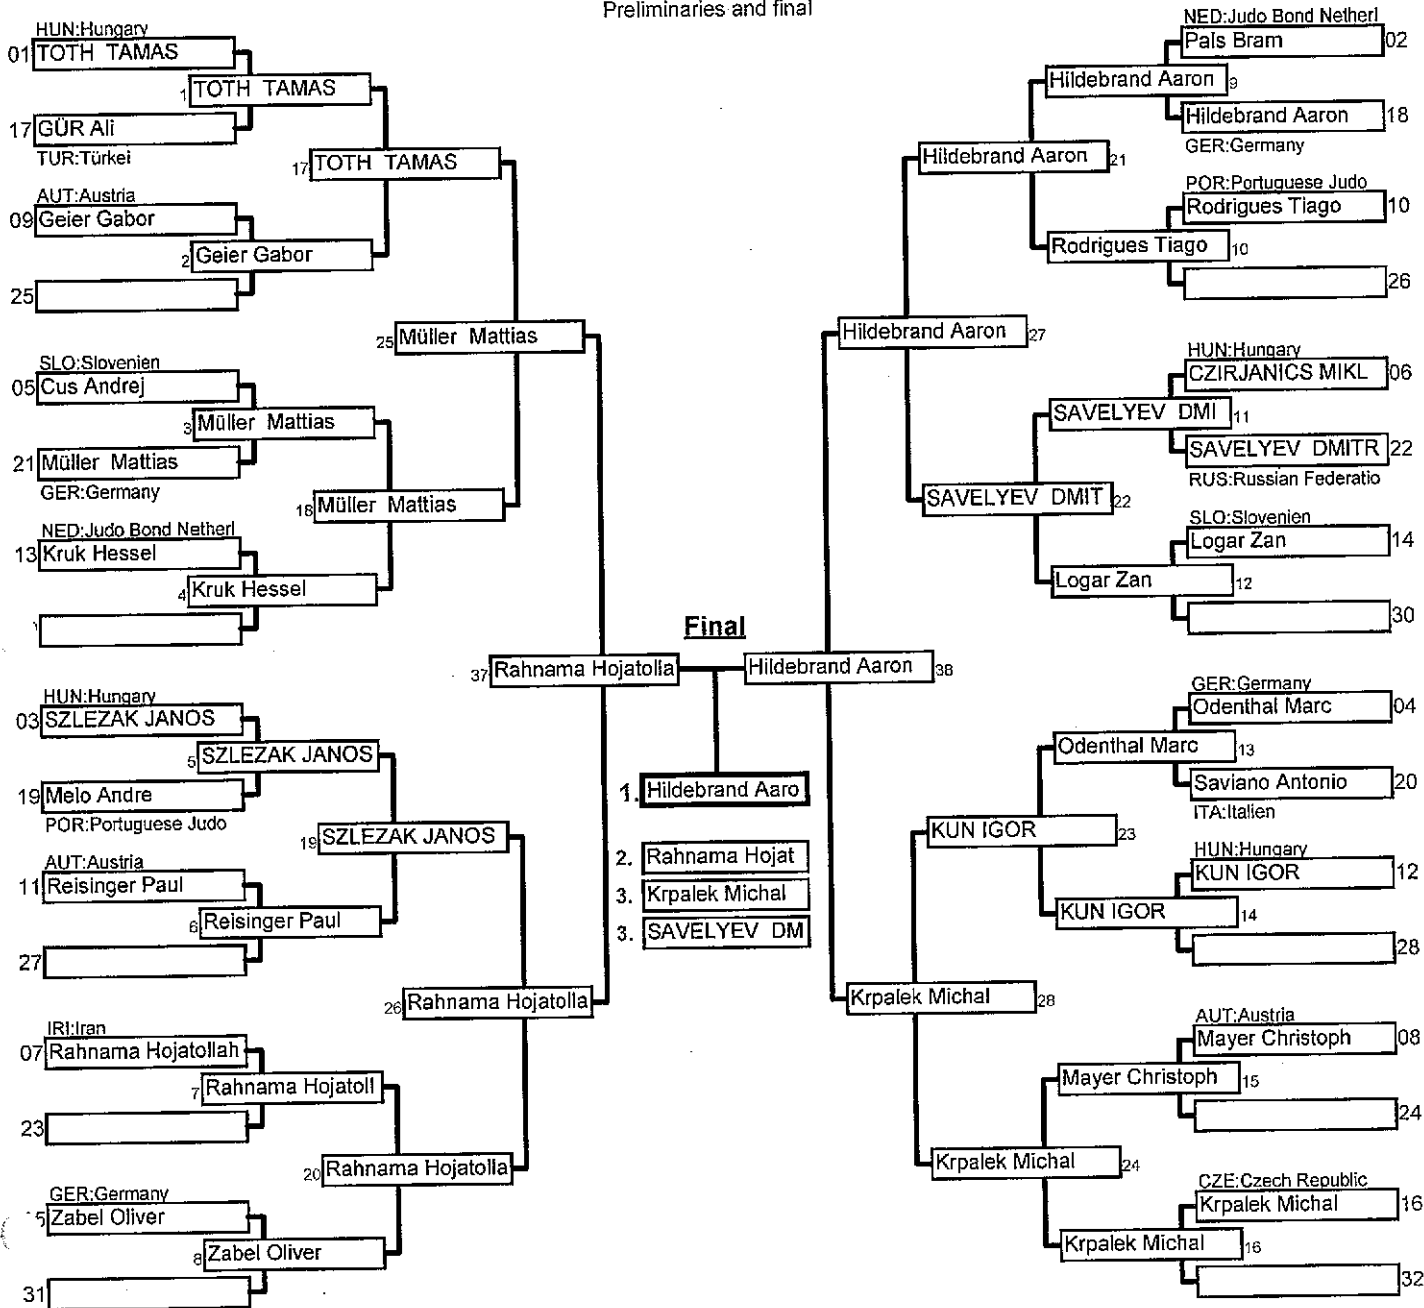 Preliminaries and final
HUN:Hungary
01 TOTH TAMAS
1 TOTH TAMAS
17 GÜR Ali
TUR:Türkei
17 TOTH TAMAS
AUT:Austria
09 Geier Gabor
2 Geier Gabor
25
25 Müller Mattias
SLO:Slovenien
05 Cus Andrej
3 Müller Mattias
21 Müller Mattias
GER:Germany
18 Müller Mattias
NED:Judo Bond Netherl
13 Kruk Hessel
4 Kruk Hessel
37 Rahnama Hojatolla
HUN:Hungary
03 SZLEZAK JANOS
5 SZLEZAK JANOS
19 Melo Andre
POR:Portuguese Judo
19 SZLEZAK JANOS
AUT:Austria
11 Reisinger Paul
6 Reisinger Paul
27
26 Rahnama Hojatolla
IRI:Iran
07 Rahnama Hojatollah
7 Rahnama Hojatoll
23
20 Rahnama Hojatolla
GER:Germany
5 Zabel Oliver
8 Zabel Oliver
31
Final
1. Hildebrand Aaro
2. Rahnama Hojat
3. Krpalek Michal
3. SAVELYEV DM
NED:Judo Bond Netherl
Pals Bram 02
Hildebrand Aaron 9
Hildebrand Aaron 18
GER:Germany
Hildebrand Aaron 21
POR:Portuguese Judo
Rodrigues Tiago 10
Rodrigues Tiago 10
26
Hildebrand Aaron 27
HUN:Hungary
CZIRJANICS MIKL 06
SAVELYEV DMI 11
SAVELYEV DMITR 22
RUS:Russian Federatio
SAVELYEV DMIT 22
SLO:Slovenien
Logar Zan 14
Logar Zan 12
30
Hildebrand Aaron 38
GER:Germany
Odenthal Marc 04
Odenthal Marc 13
Saviano Antonio 20
ITA:Italien
KUN IGOR 23
HUN:Hungary
KUN IGOR 12
KUN IGOR 14
28
Krpalek Michal 28
AUT:Austria
Mayer Christoph 08
Mayer Christoph 15
24
Krpalek Michal 24
CZE:Czech Republic
Krpalek Michal 16
Krpalek Michal 16
32